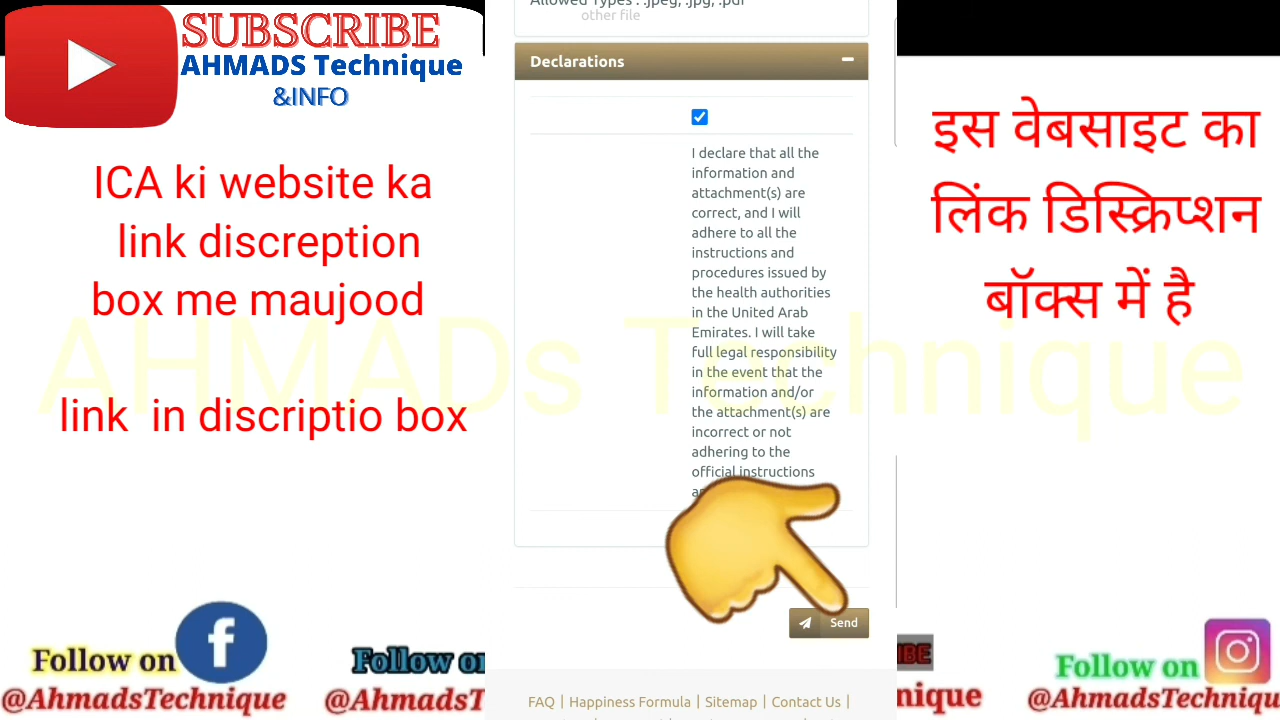 SUBSCRIBE
AHMADS Technique
&INFO
ICA ki website ka
link discreption
box me maujood
link in discriptio box
Follow on
@AhmadsTechnique
Follow on
@AhmadsT
Allowed Types : .jpeg, .jpg, .pdf
other file
Declarations
I declare that all the
information and
attachment(s) are
correct, and I will
adhere to all the
instructions and
procedures issued by
the health authorities
in the United Arab
Emirates. I will take
full legal responsibility
in the event that the
information and/or
the attachment(s) are
incorrect or not
adhering to the
official instructions
Send
FAQ | Happiness Formula | Sitemap | Contact Us |
इस वेबसाइट का
लिंक डिस्क्रिप्शन
बॉक्स में है
AHMADs Technique
BE
nique
Follow on
@AhmadsTechniqu